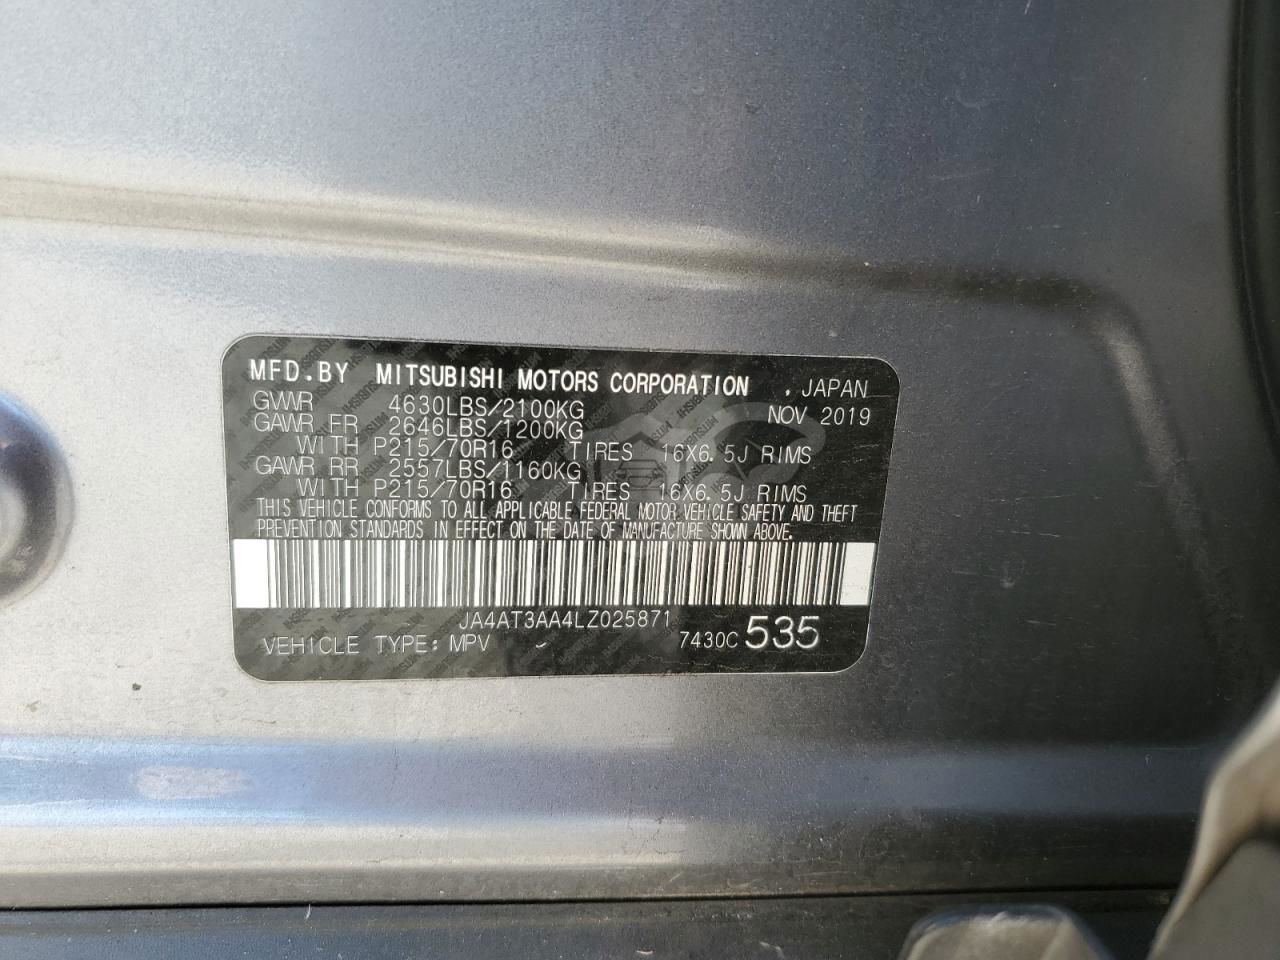 MFD.BY MITSUBISHI MOTORS CORPORATION , JAPAN
GVWR 4630LBS/2100KG NOV 2019
GAWR FR 2646LBS/1200KG
WITH P215/70R16 TIRES 16X6.5J RIMS
GAWR RR 2557LBS/1160KG
WITH P215/70R16 TIRES 16X6.5J RIMS
THIS VEHICLE CONFORMS TO ALL APPLICABLE FEDERAL MOTOR VEHICLE SAFETY AND THEFT
PREVENTION STANDARDS IN EFFECT ON THE DATE OF MANUFACTURE SHOWN ABOVE.
JA4AT3AA4LZ025871
VEHICLE TYPE: MPV 7430C 535